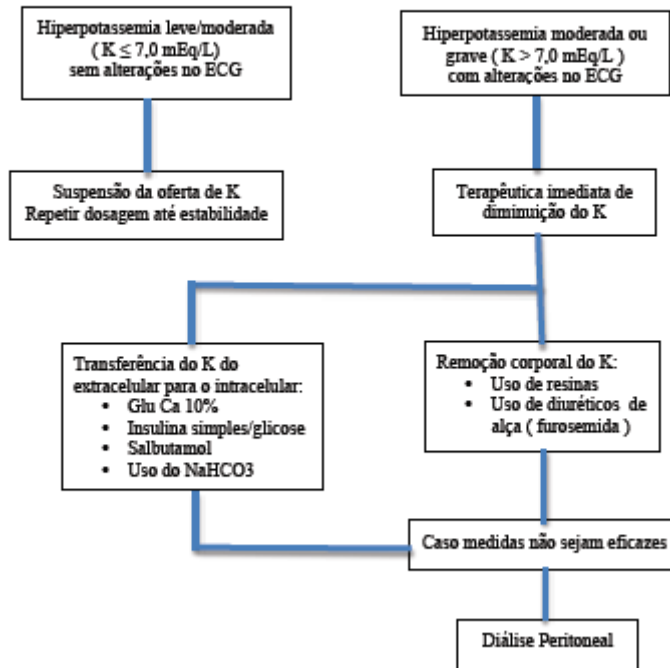 Hiperpotassemia leve/moderada
( K ≤ 7,0 mEq/L)
sem alterações no ECG
Hiperpotassemia moderada ou
grave ( K > 7,0 mEq/L )
com alterações no ECG
Suspensão da oferta de K
Repetir dosagem até estabilidade
Terapêutica imediata de
diminuição do K
Transferência do K do
extracelular para o intracelular:
• Glu Ca 10%
• Insulina simples/glicose
• Salbutamol
• Uso do NaHCO3
Remoção corporal do K:
• Uso de resinas
• Uso de diuréticos de
alça ( furosemida )
Caso medidas não sejam eficazes
Diálise Peritoneal